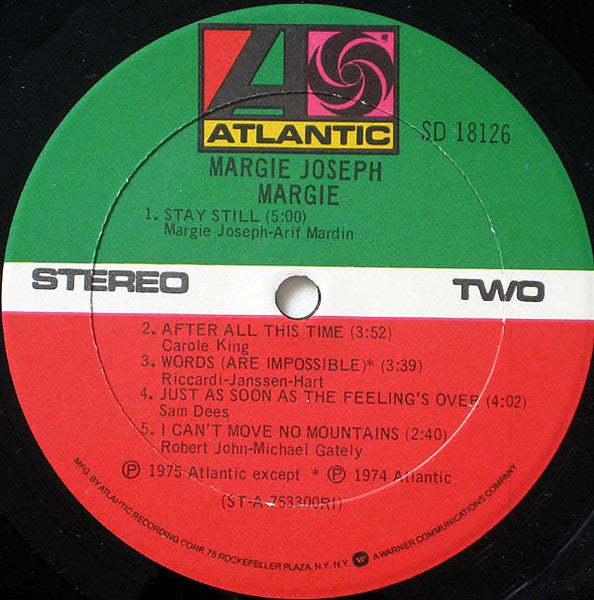 ATLANTIC
SD 18126
MARGIE JOSEPH
MARGIE
1. STAY STILL (5:00)
Margie Joseph-Arif Mardin
STEREO
TWO
2. AFTER ALL THIS TIME (3:52)
Carole King
3. WORDS (ARE IMPOSSIBLE)* (3:39)
Riccardi-Janssen-Hart
4. JUST AS SOON AS THE FEELING'S OVER (4:02)
Sam Dees
5. I CAN'T MOVE NO MOUNTAINS (2:40)
Robert John-Michael Gately
Ⓟ 1975 Atlantic except * Ⓟ 1974 Atlantic
(ST-A-753300RI)
MFG. BY ATLANTIC RECORDING CORP. 75 ROCKEFELLER PLAZA, N.Y, N.Y. A WARNER COMMUNICATIONS COMPANY